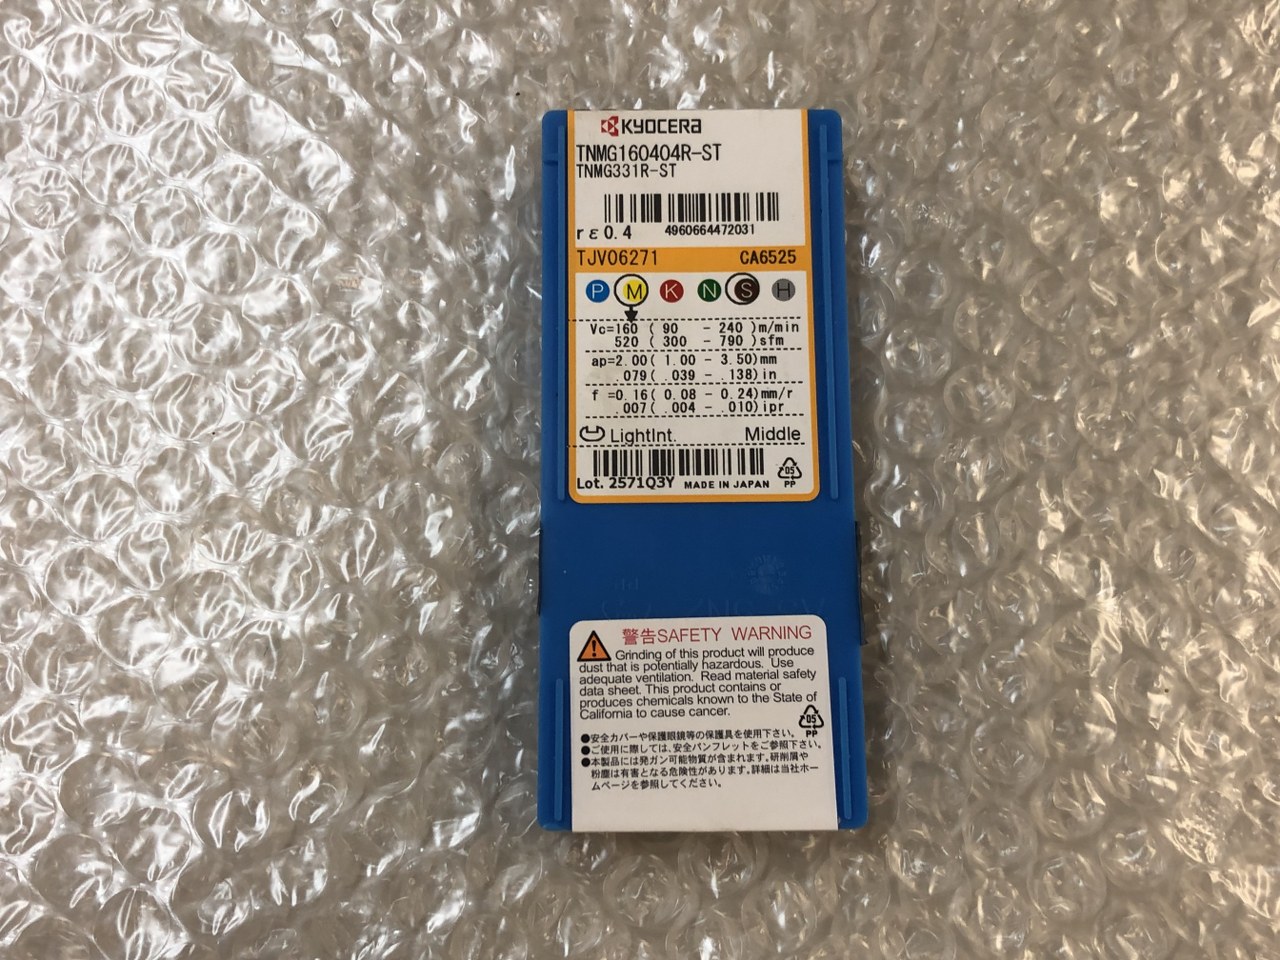 KYOCERA
TNMG160404R-ST
TNMG331R-ST
rε0.4 4960664472031
TJV06271 CA6525
P M K N S H
Vc=160 ( 90 - 240 )m/min
520 ( 300 - 790 )sfm
ap=2.00( 1.00 - 3.50)mm
.079( .039 - .138)in
f =0.16( 0.08 - 0.24)mm/r
.007( .004 - .010)ipr
LightInt. Middle
Lot. 2571Q3Y MADE IN JAPAN
05
PP
警告SAFETY WARNING
Grinding of this product will produce
dust that is potentially hazardous. Use
adequate ventilation. Read material safety
data sheet. This product contains or
produces chemicals known to the State of
California to cause cancer.
05
PP
●安全カバーや保護眼鏡等の保護具を使用下さい。
●ご使用に際しては、安全パンフレットをご参照下さい。
●本製品には発ガン可能物質が含まれます。研削屑や
粉塵は有害となる危険性があります。詳細は当社ホー
ムページを参照してください。